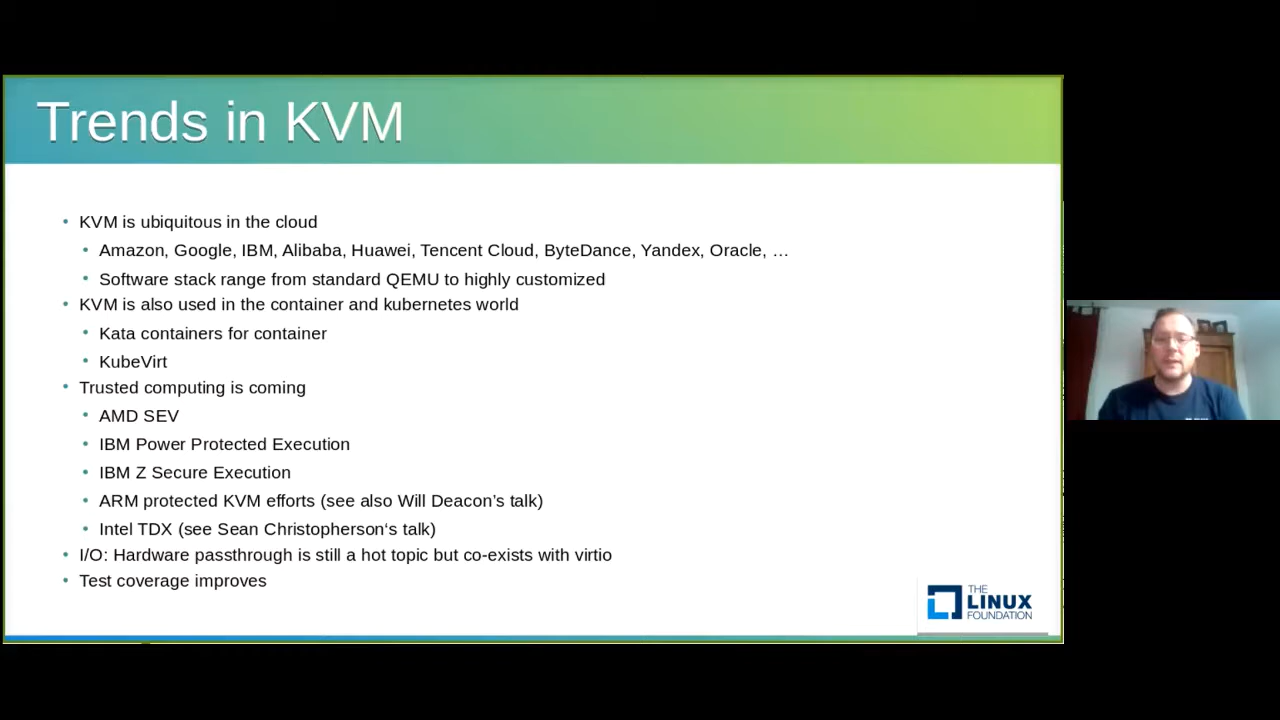 Trends in KVM
• KVM is ubiquitous in the cloud
• Amazon, Google, IBM, Alibaba, Huawei, Tencent Cloud, ByteDance, Yandex, Oracle, …
• Software stack range from standard QEMU to highly customized
• KVM is also used in the container and kubernetes world
• Kata containers for container
• KubeVirt
• Trusted computing is coming
• AMD SEV
• IBM Power Protected Execution
• IBM Z Secure Execution
• ARM protected KVM efforts (see also Will Deacon’s talk)
• Intel TDX (see Sean Christopherson‘s talk)
• I/O: Hardware passthrough is still a hot topic but co-exists with virtio
• Test coverage improves
THE
LINUX
FOUNDATION